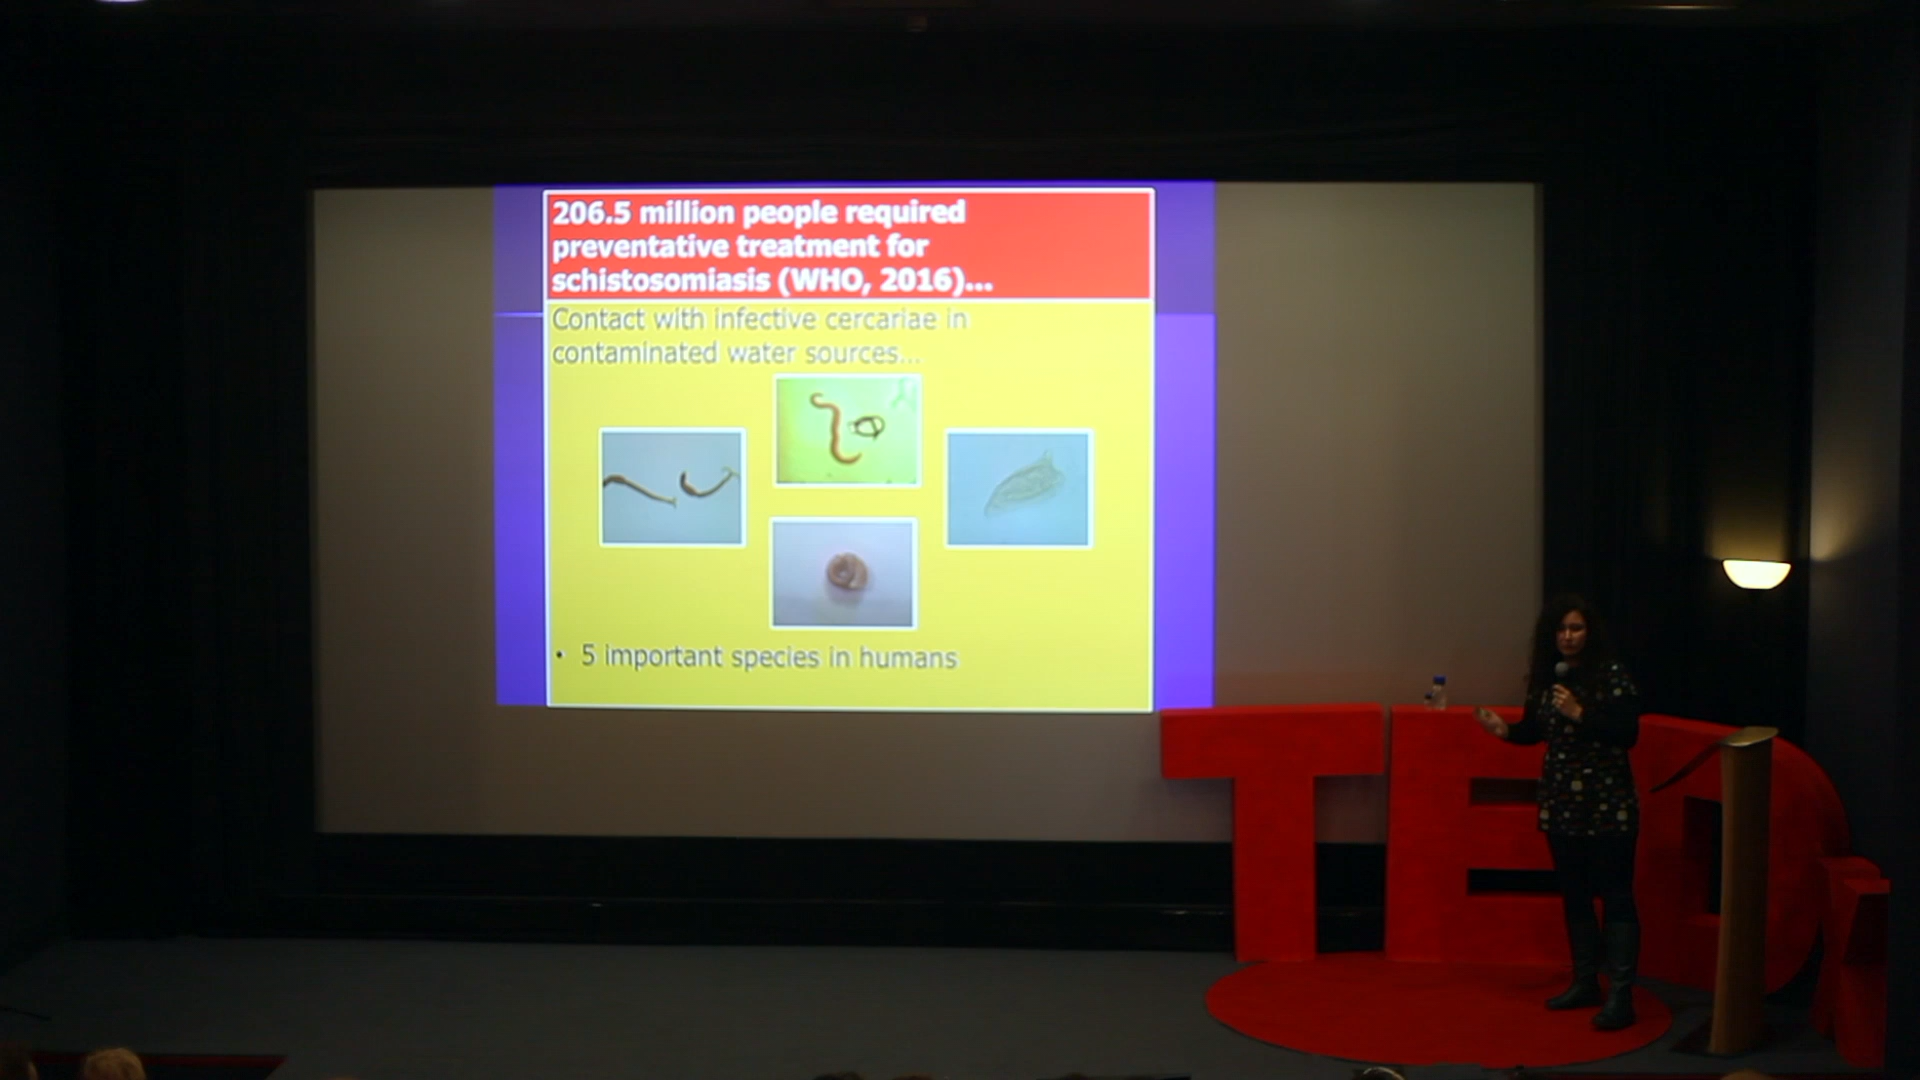 206.5 million people required
preventative treatment for
schistosomiasis (WHO, 2016)...
Contact with infective cercariae in
contaminated water sources...
• 5 important species in humans
TED